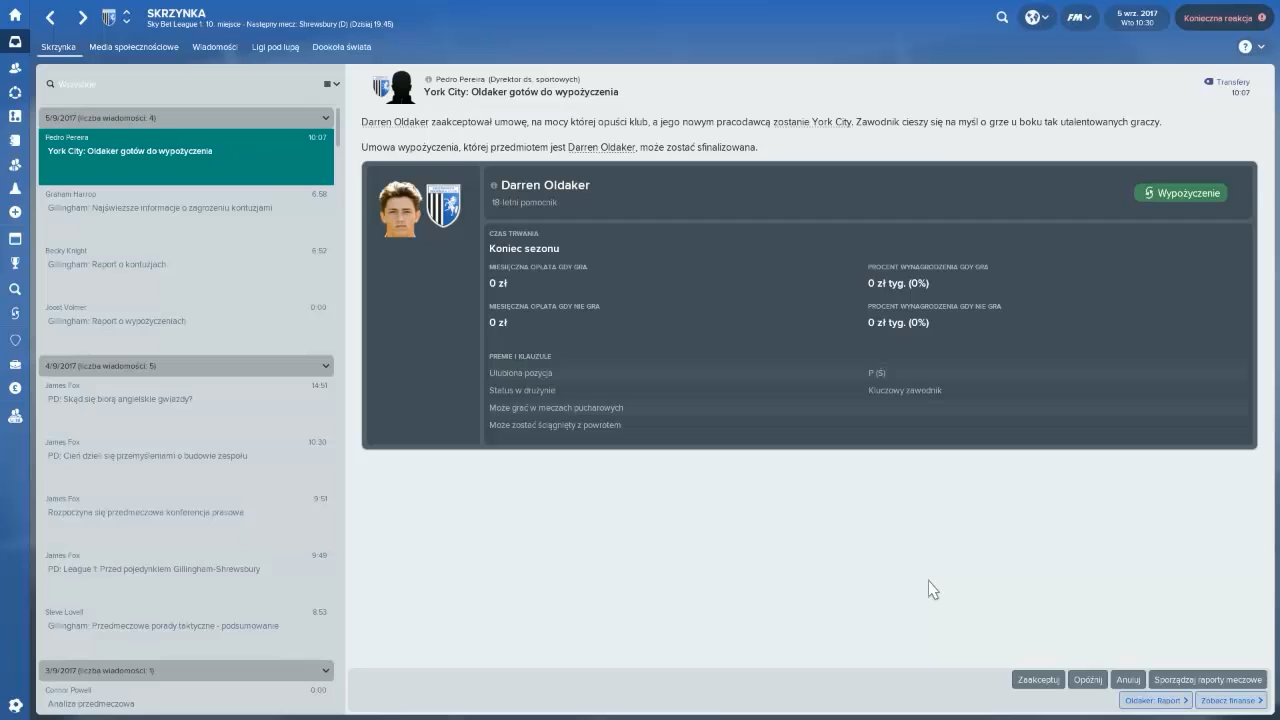 SKRZYNKA
Sky Bet League 1: 10. miejsce - Następny mecz: Shrewsbury (D) (Dzisiaj 19:45)
FM
5 wrz. 2017
Wto 10:30
Konieczna reakcja
Skrzynka Media społecznościowe Wiadomości Ligi pod lupą Dookoła świata
5/9/2017 (liczba wiadomości: 4)
Pedro Pereira 10:07
York City: Oldaker gotów do wypożyczenia
Graham Harrop 6:58
Gillingham: Najświeższe informacje o zagrożeniu kontuzjami
Becky Knight 6:52
Gillingham: Raport o kontuzjach
Joost Volmer 0:00
Gillingham: Raport o wypożyczeniach
4/9/2017 (liczba wiadomości: 5)
James Fox 14:51
PD: Skąd się biorą angielskie gwiazdy?
James Fox 10:30
PD: Cień dzieli się przemyśleniami o budowie zespołu
James Fox 9:51
Rozpoczyna się przedmeczowa konferencja prasowa
James Fox 9:49
PD: League 1: Przed pojedynkiem Gillingham-Shrewsbury
Steve Lovell 8:53
Gillingham: Przedmeczowe porady taktyczne - podsumowanie
3/9/2017 (liczba wiadomości: 1)
Connor Powell 0:00
Analiza przedmeczowa
Pedro Pereira (Dyrektor ds. sportowych)
York City: Oldaker gotów do wypożyczenia
Transfery
10:07
Darren Oldaker zaakceptował umowę, na mocy której opuści klub, a jego nowym pracodawcą zostanie York City. Zawodnik cieszy się na myśl o grze u boku tak utalentowanych graczy.
Umowa wypożyczenia, której przedmiotem jest Darren Oldaker, może zostać sfinalizowana.
Darren Oldaker
18-letni pomocnik
Wypożyczenie
CZAS TRWANIA
Koniec sezonu
MIESIĘCZNA OPŁATA GDY GRA PROCENT WYNAGRODZENIA GDY GRA
0 zł 0 zł tyg. (0%)
MIESIĘCZNA OPŁATA GDY NIE GRA PROCENT WYNAGRODZENIA GDY NIE GRA
0 zł 0 zł tyg. (0%)
PREMIE I KLAUZULE
Ulubiona pozycja P (Ś)
Status w drużynie Kluczowy zawodnik
Może grać w meczach pucharowych
Może zostać ściągnięty z powrotem
Zaakceptuj Opóźnij Anuluj Sporządzaj raporty meczowe
Oldaker: Raport Zobacz finanse